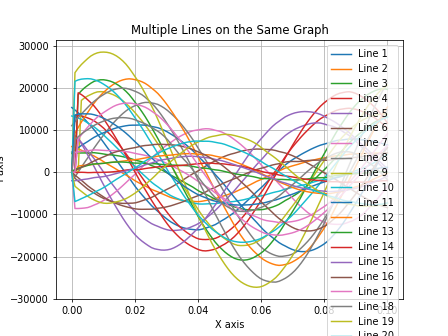 Multiple Lines on the Same Graph
30000
20000
10000
0
−10000
−20000
−30000
0.00
0.02
0.04
0.06
X axis
Line 1
Line 2
Line 3
Line 4
Line 5
Line 6
Line 7
Line 8
Line 9
Line 10
Line 11
Line 12
Line 13
Line 14
Line 15
Line 16
Line 17
Line 18
Line 19
Line 20